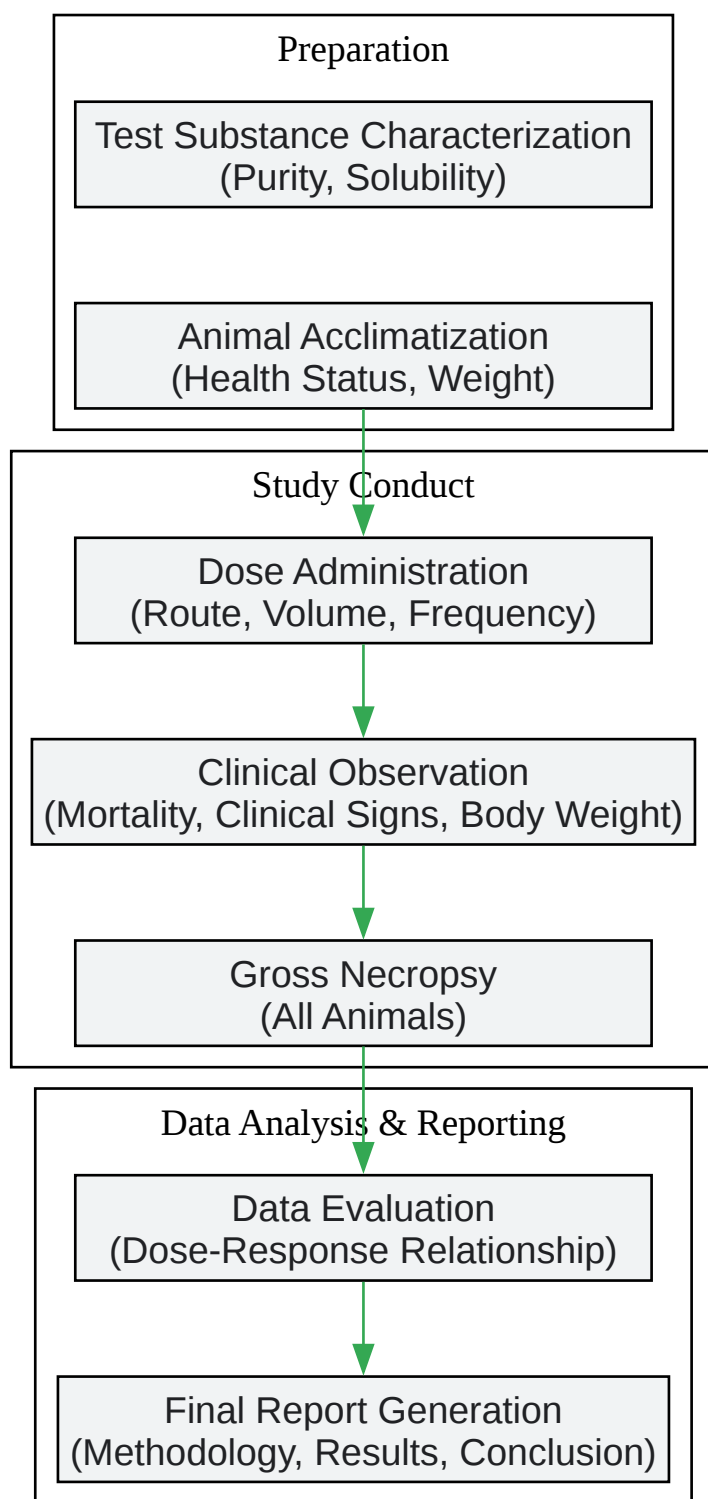 Preparation
Test Substance Characterization
(Purity, Solubility)
Animal Acclimatization
(Health Status, Weight)
Study Conduct
Dose Administration
(Route, Volume, Frequency)
Clinical Observation
(Mortality, Clinical Signs, Body Weight)
Gross Necropsy
(All Animals)
Data Analysis & Reporting
Data Evaluation
(Dose-Response Relationship)
Final Report Generation
(Methodology, Results, Conclusion)